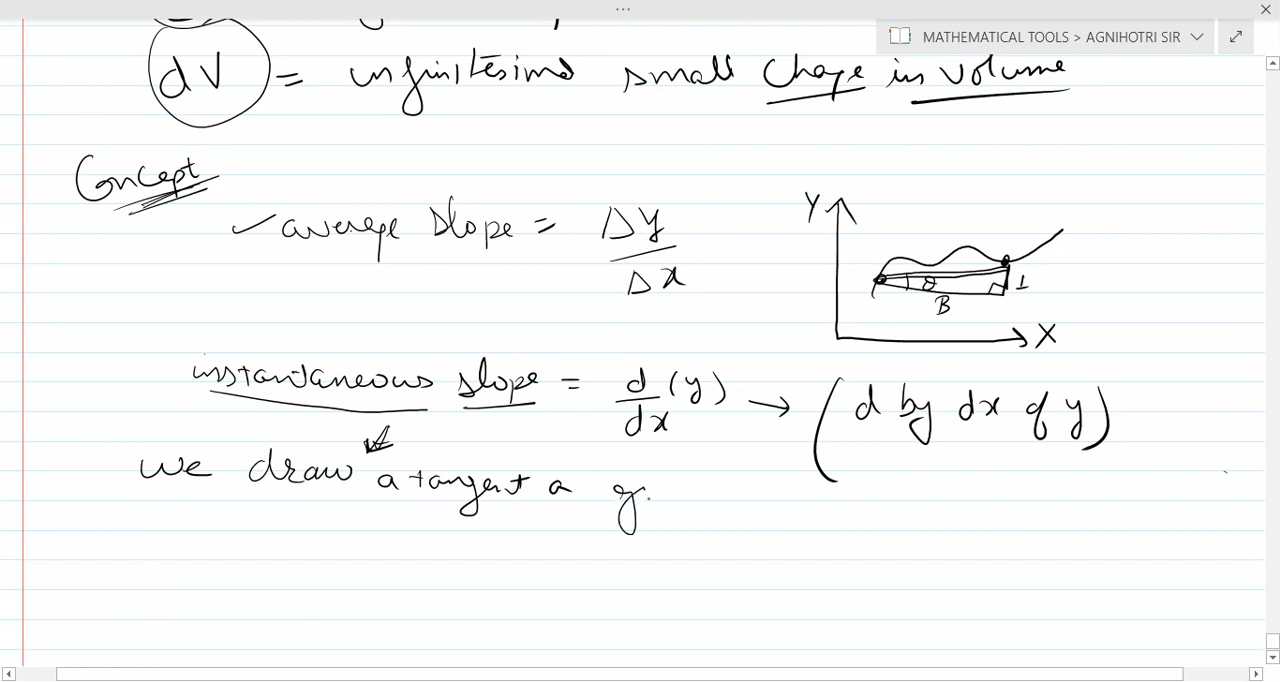 MATHEMATICAL TOOLS > AGNIHOTRI SIR
dV = infinitesimal small change in volume
Concept
average slope = Δy/Δx
Y
θ
B
X
instantaneous slope = d/dx (y) → (d by dx of y)
we draw a tangent a